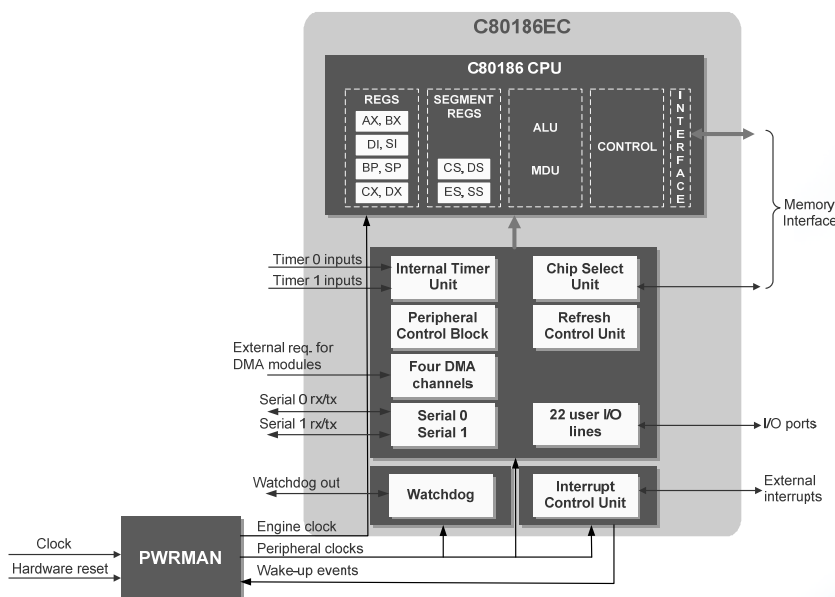 C80186EC
C80186 CPU
REGS
AX, BX
DI, SI
BP, SP
CX, DX
SEGMENT
REGS
CS, DS
ES, SS
ALU
MDU
CONTROL
INTERFACE
Memory
Interface
Timer 0 inputs
Timer 1 inputs
Internal Timer
Unit
Chip Select
Unit
Peripheral
Control Block
Refresh
Control Unit
External req. for
DMA modules
Four DMA
channels
Serial 0 rx/tx
Serial 1 rx/tx
Serial 0
Serial 1
22 user I/O
lines
I/O ports
Watchdog out
Watchdog
Interrupt
Control Unit
External
interrupts
Clock
Hardware reset
PWRMAN
Engine clock
Peripheral clocks
Wake-up events